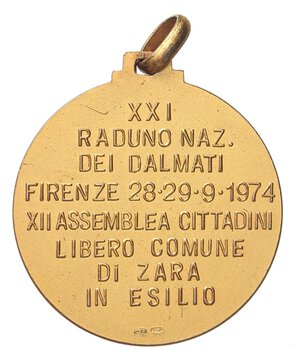 XXI
RADUNO NAZ.
DEI DALMATI
FIRENZE 28·29·9·1974
XII ASSEMBLEA CITTADINI
LIBERO COMUNE
DI ZARA
IN ESILIO